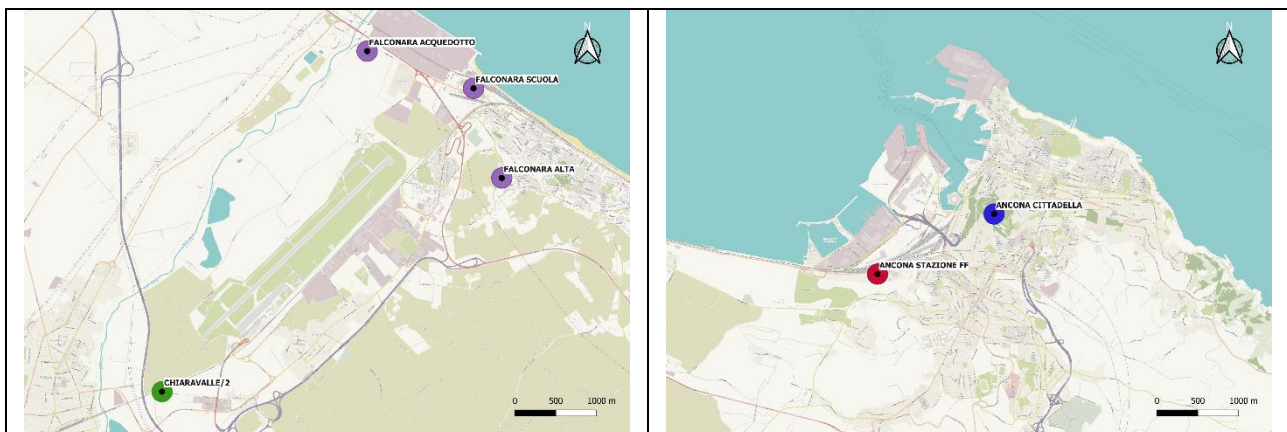 N
FALCONARA ACQUEDOTTO
FALCONARA SCUOLA
FALCONARA ALTA
CHIARAVALLE/2
0 500 1000 m
N
ANCONA CITTADELLA
ANCONA STAZIONE FF
0 500 1000 m